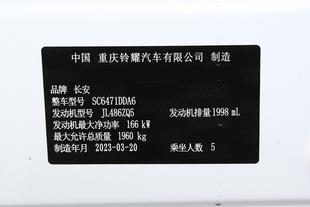 中国 重庆铃耀汽车有限公司 制造
品牌 长安
整车型号 SC6471DDA6
发动机型号 JL486ZQ5 发动机排量 1998 mL
发动机最大净功率 166 kW
最大允许总质量 1960 kg
制造年月 2023-03-20 乘坐人数 5